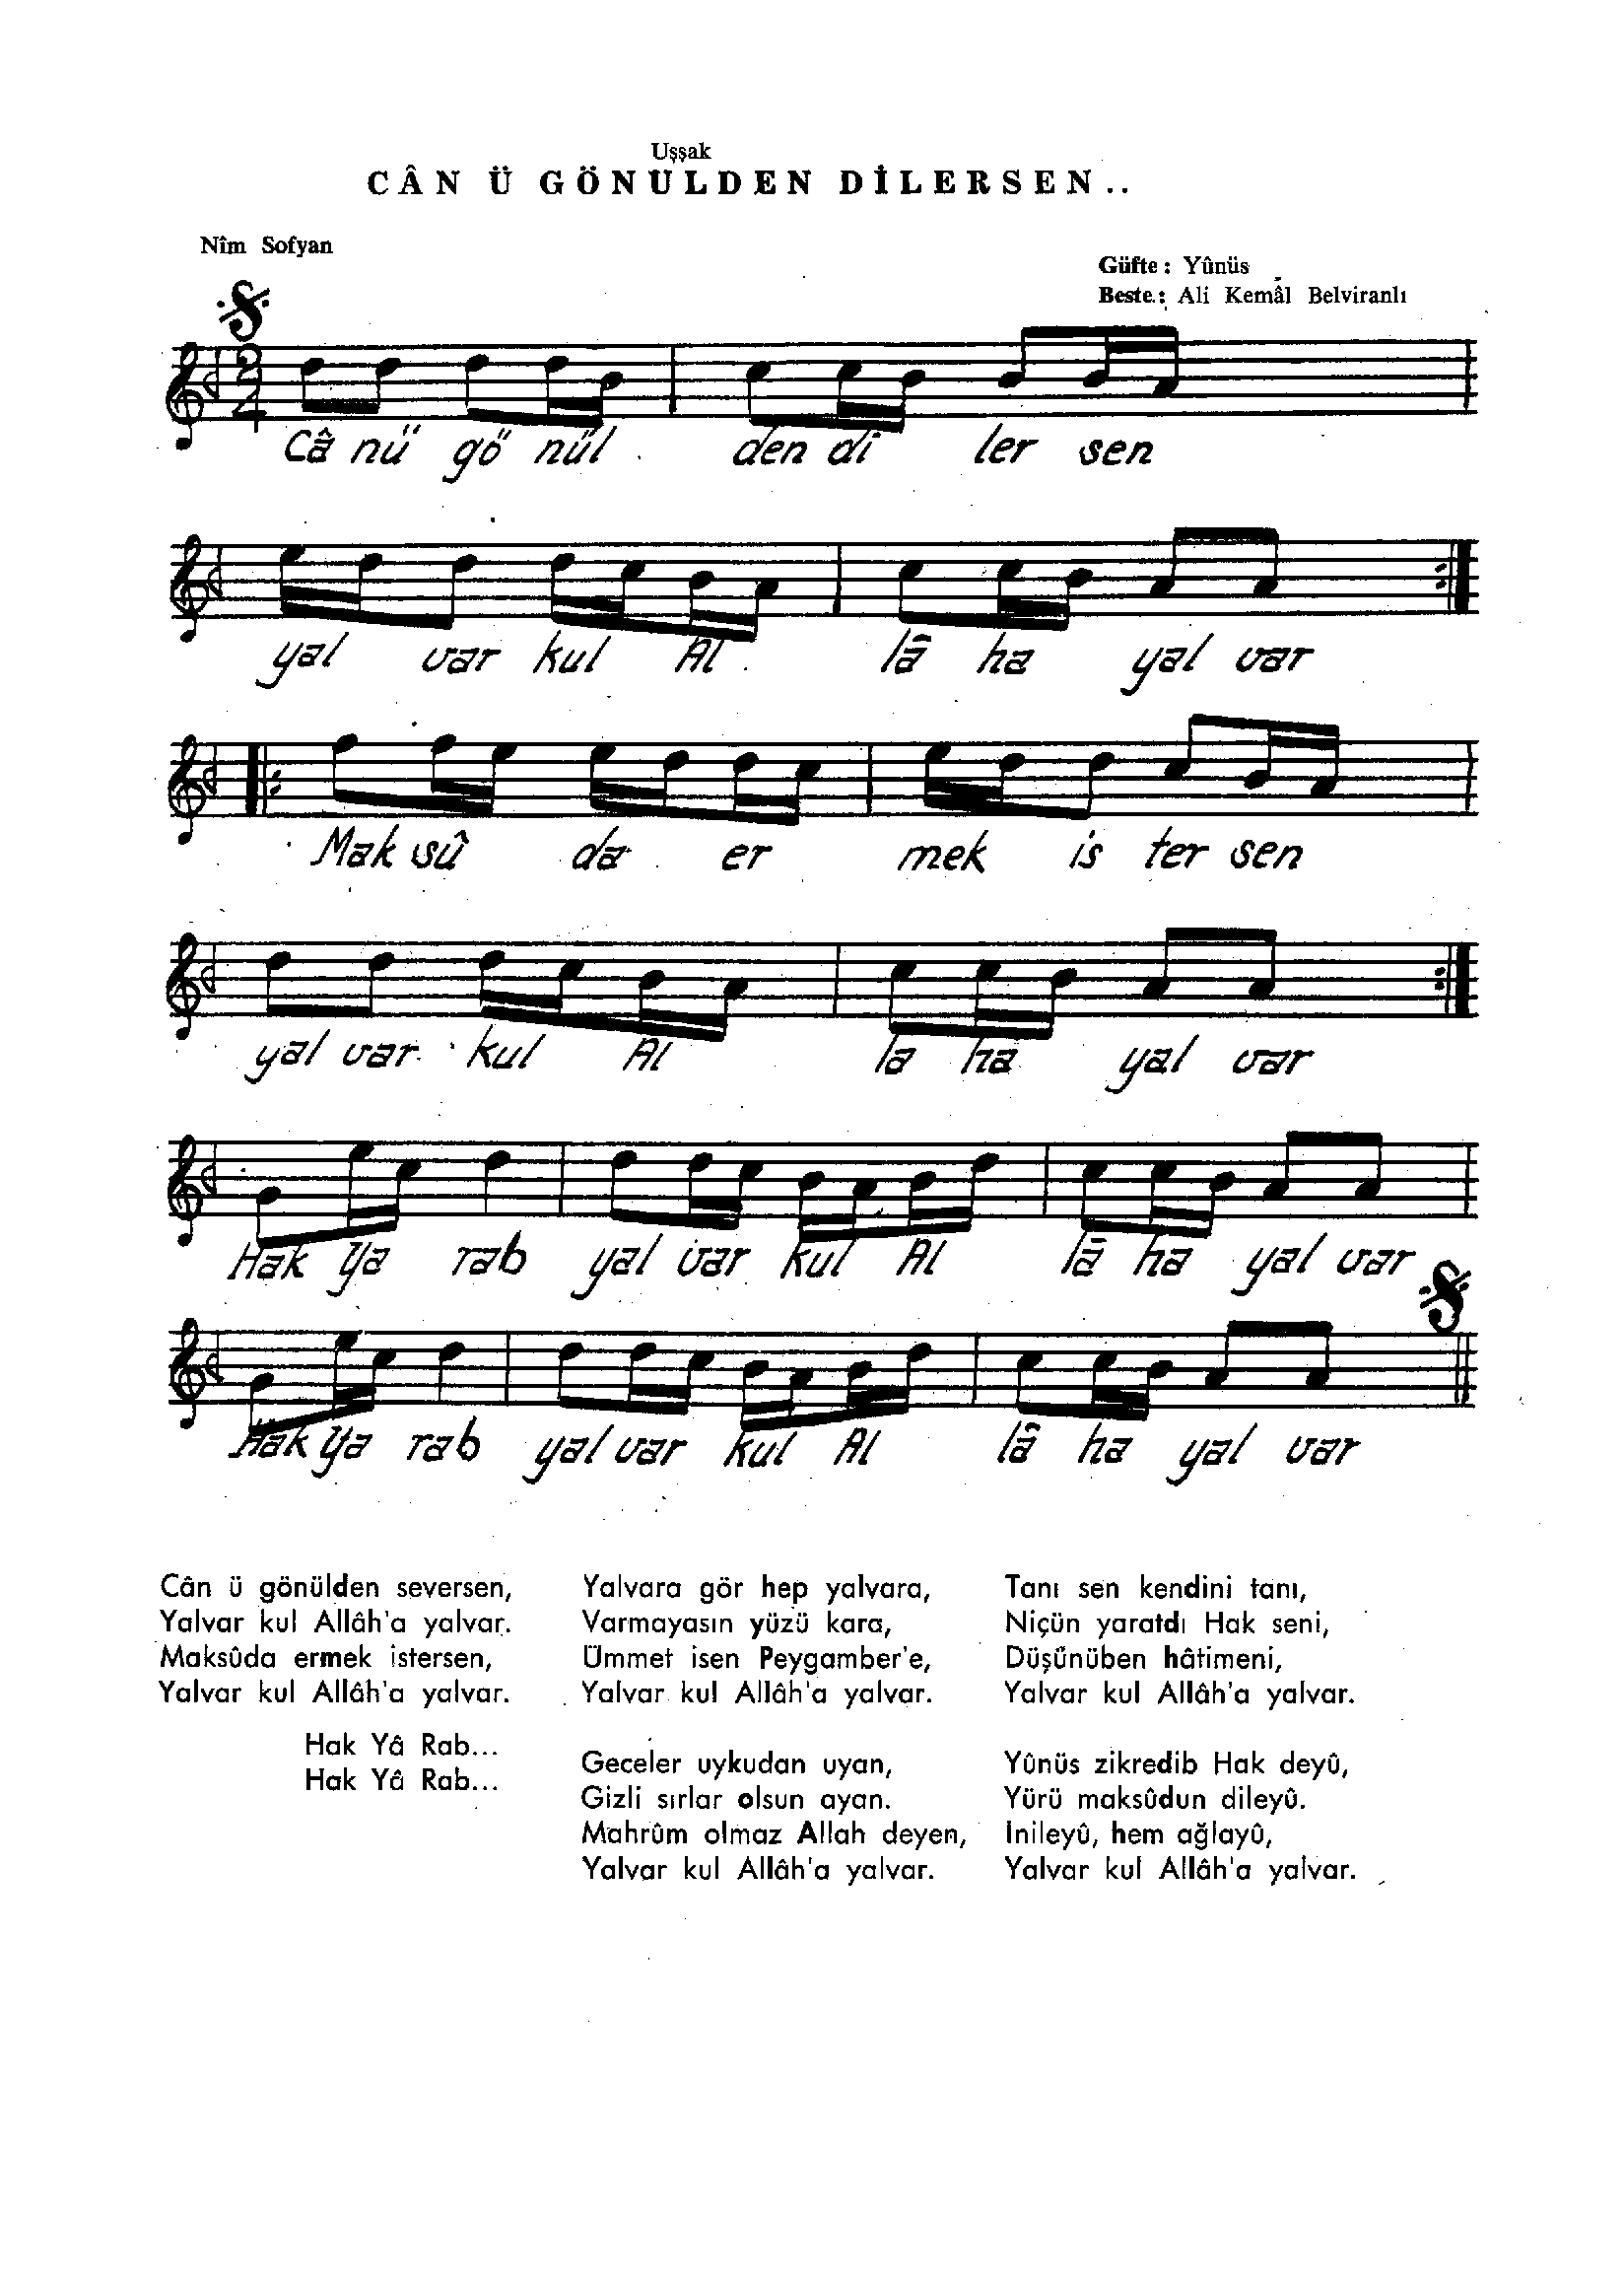 Uşşak
CÂN Ü GÖNÜLDEN DİLERSEN..
Nîm Sofyan
Güfte : Yûnüs
Beste : Ali Kemâl Belviranlı
2
4
Câ nü gö nül den di ler sen
yal var kul Al lâ ha yal var
Mak sû da er mek is ter sen
yal var kul Al la ha yal var
Hak Ya rab yal var kul Al lâ ha yal var
Hak Ya rab yal var kul Al lâ ha yal var
Cân ü gönülden seversen,
Yalvar kul Allâh'a yalvar.
Maksûda ermek istersen,
Yalvar kul Allâh'a yalvar.
Hak Yâ Rab...
Hak Yâ Rab...
Yalvara gör hep yalvara,
Varmayasın yüzü kara,
Ümmet isen Peygamber'e,
Yalvar kul Allâh'a yalvar.
Geceler uykudan uyan,
Gizli sırlar olsun ayan.
Mahrûm olmaz Allah deyen,
Yalvar kul Allâh'a yalvar.
Tanı sen kendini tanı,
Niçün yaratdı Hak seni,
Düşünüben hâtimeni,
Yalvar kul Allâh'a yalvar.
Yûnüs zikredib Hak deyû,
Yürü maksûdun dileyû.
İnileyû, hem ağlayû,
Yalvar kul Allâh'a yalvar.